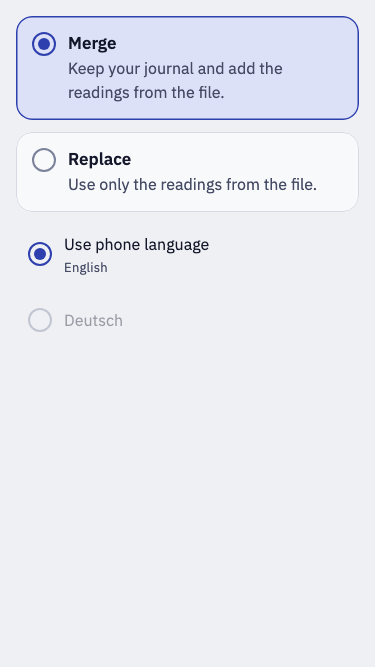 Merge
Keep your journal and add the
readings from the file.
Replace
Use only the readings from the file.
Use phone language
English
Deutsch